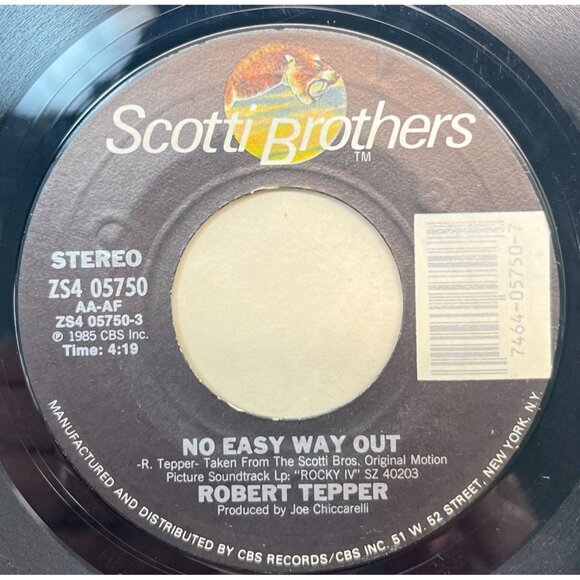 Scotti Brothers
TM
STEREO
ZS4 05750
AA-AF
ZS4 05750-3
℗ 1985 CBS Inc.
Time: 4:19
7464-05750-7
NO EASY WAY OUT
-R. Tepper- Taken From The Scotti Bros. Original Motion
Picture Soundtrack Lp: "ROCKY IV" SZ 40203
ROBERT TEPPER
Produced by Joe Chiccarelli
MANUFACTURED AND DISTRIBUTED BY CBS RECORDS/CBS INC. 51 W. 52 STREET, NEW YORK, N.Y.